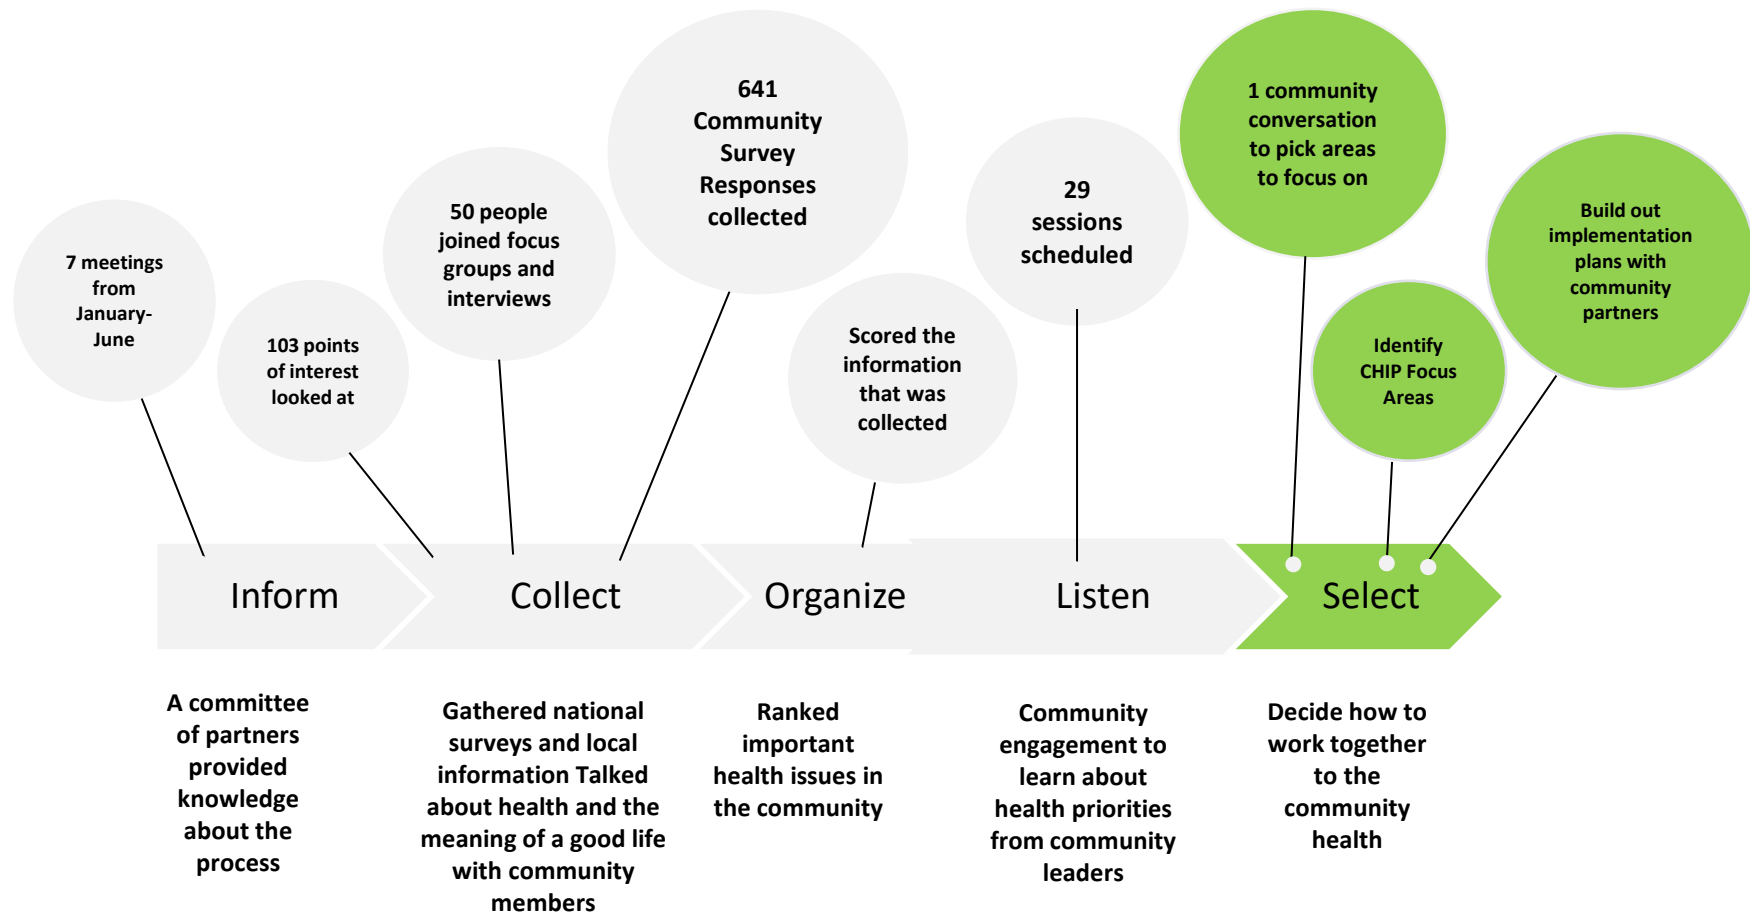 7 meetings
from
January-
June
103 points
of interest
looked at
50 people
joined focus
groups and
interviews
641
Community
Survey
Responses
collected
Scored the
information
that was
collected
29
sessions
scheduled
1 community
conversation
to pick areas
to focus on
Identify
CHIP Focus
Areas
Build out
implementation
plans with
community
partners
Inform
Collect
Organize
Listen
Select
A committee
of partners
provided
knowledge
about the
process
Gathered national
surveys and local
information Talked
about health and the
meaning of a good life
with community
members
Ranked
important
health issues in
the community
Community
engagement to
learn about
health priorities
from community
leaders
Decide how to
work together
to the
community
health